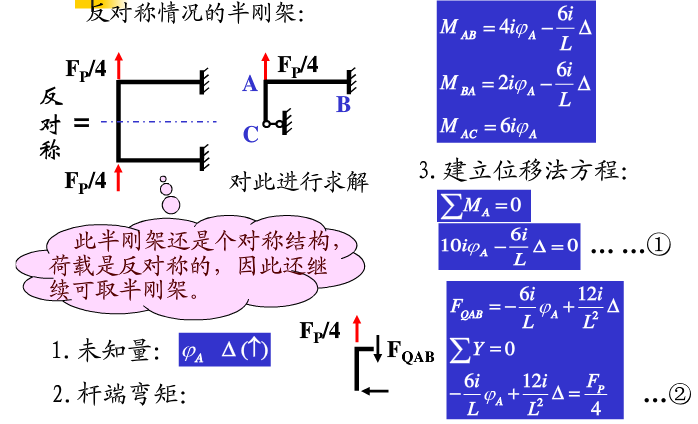 反对称情况的半刚架：
F_P/4
反对称
=
F_P/4
A
F_P/4
B
C
对此进行求解
此半刚架还是个对称结构，
荷载是反对称的，因此还继
续可取半刚架。
1.未知量： φ_A Δ(↑)
2.杆端弯矩：
F_P/4
F_QAB
M_AB = 4iφ_A − 6i/L Δ
M_BA = 2iφ_A − 6i/L Δ
M_AC = 6iφ_A
3.建立位移法方程：
∑M_A = 0
10iφ_A − 6i/L Δ = 0 … …①
F_QAB = −6i/L φ_A + 12i/L² Δ
∑Y = 0
−6i/L φ_A + 12i/L² Δ = F_P/4 …②